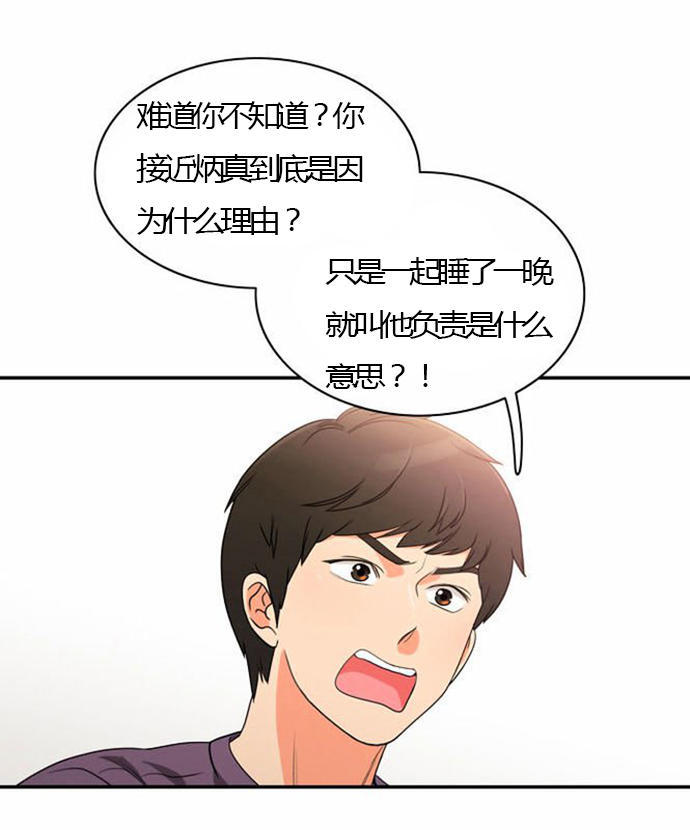 难道你不知道？你
接近炳真到底是因
为什么理由？
只是一起睡了一晚
就叫他负责是什么
意思？！